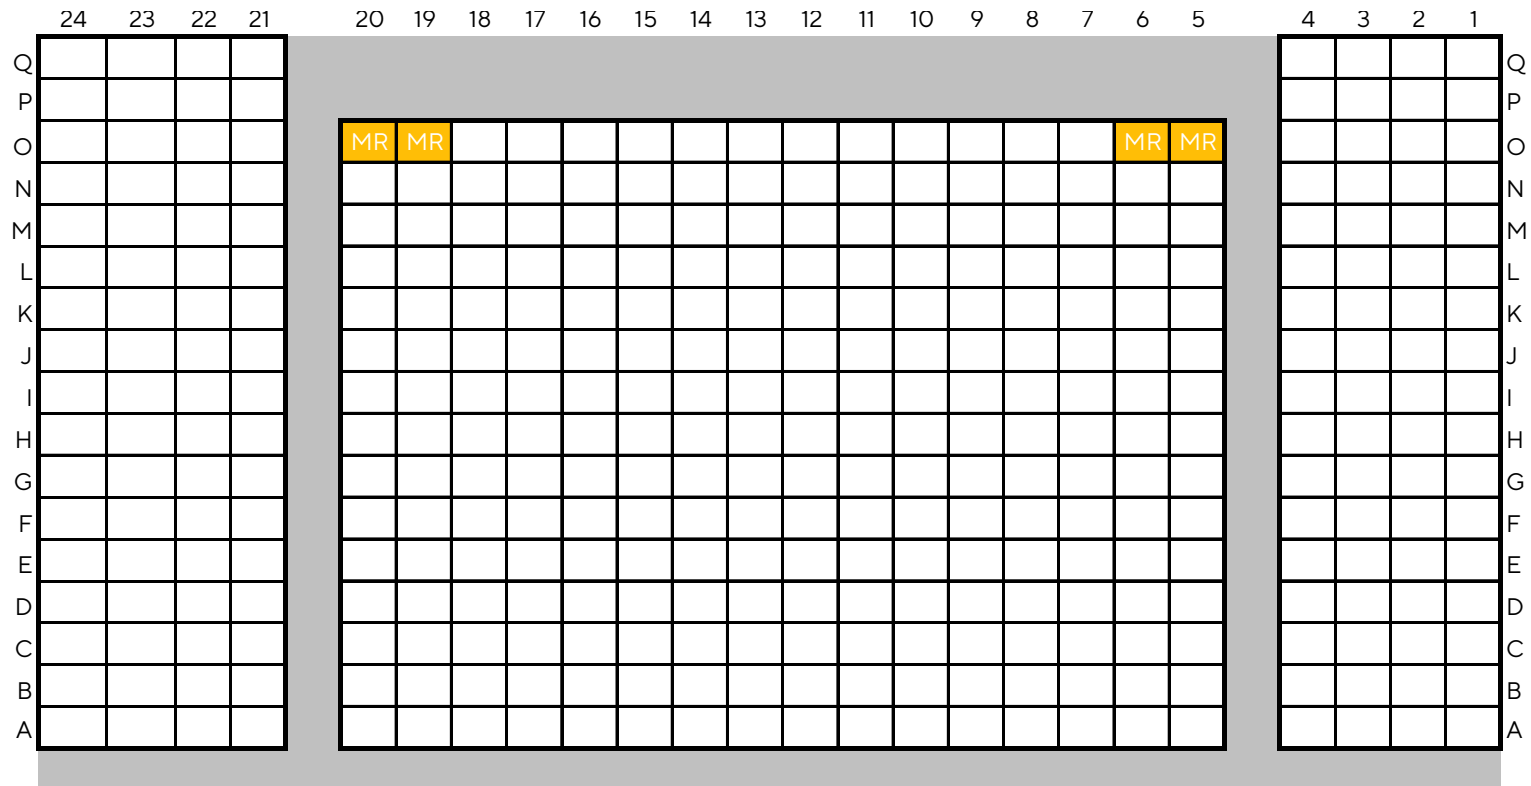 24 23 22 21 20 19 18 17 16 15 14 13 12 11 10 9 8 7 6 5 4 3 2 1
Q Q
P P
O MR MR MR MR O
N N
M M
L L
K K
J J
I I
H H
G G
F F
E E
D D
C C
B B
A A